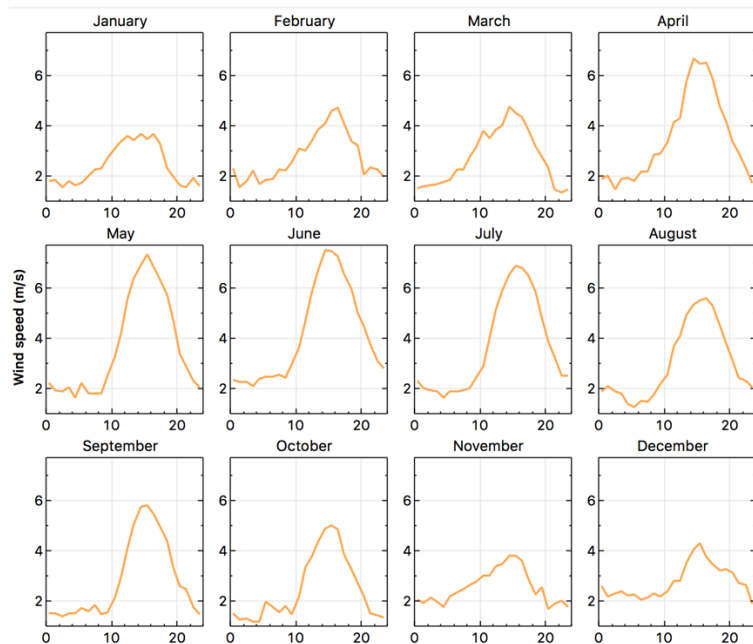 January February March April
6
4
2
0 10 20 0 10 20 0 10 20 0 10 20
May June July August
Wind speed (m/s)
6
4
2
0 10 20 0 10 20 0 10 20 0 10 20
September October November December
6
4
2
0 10 20 0 10 20 0 10 20 0 10 20